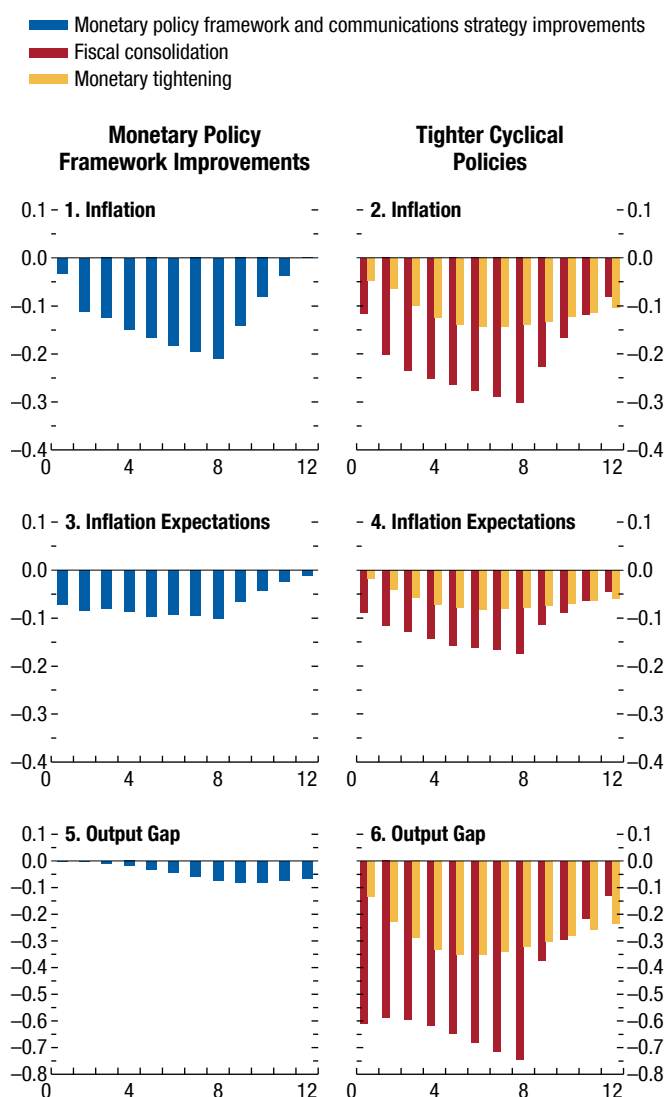 Monetary policy framework and communications strategy improvements
Fiscal consolidation
Monetary tightening
Monetary Policy
Framework Improvements
Tighter Cyclical
Policies
0.1
1. Inflation
0.0
–0.1
–0.2
–0.3
–0.4
0 4 8 12
2. Inflation
0.1
0.0
–0.1
–0.2
–0.3
–0.4
0 4 8 12
0.1
3. Inflation Expectations
0.0
–0.1
–0.2
–0.3
–0.4
0 4 8 12
4. Inflation Expectations
0.1
0.0
–0.1
–0.2
–0.3
–0.4
0 4 8 12
0.1
5. Output Gap
0.0
–0.1
–0.2
–0.3
–0.4
–0.5
–0.6
–0.7
–0.8
0 4 8 12
6. Output Gap
0.1
0.0
–0.1
–0.2
–0.3
–0.4
–0.5
–0.6
–0.7
–0.8
0 4 8 12